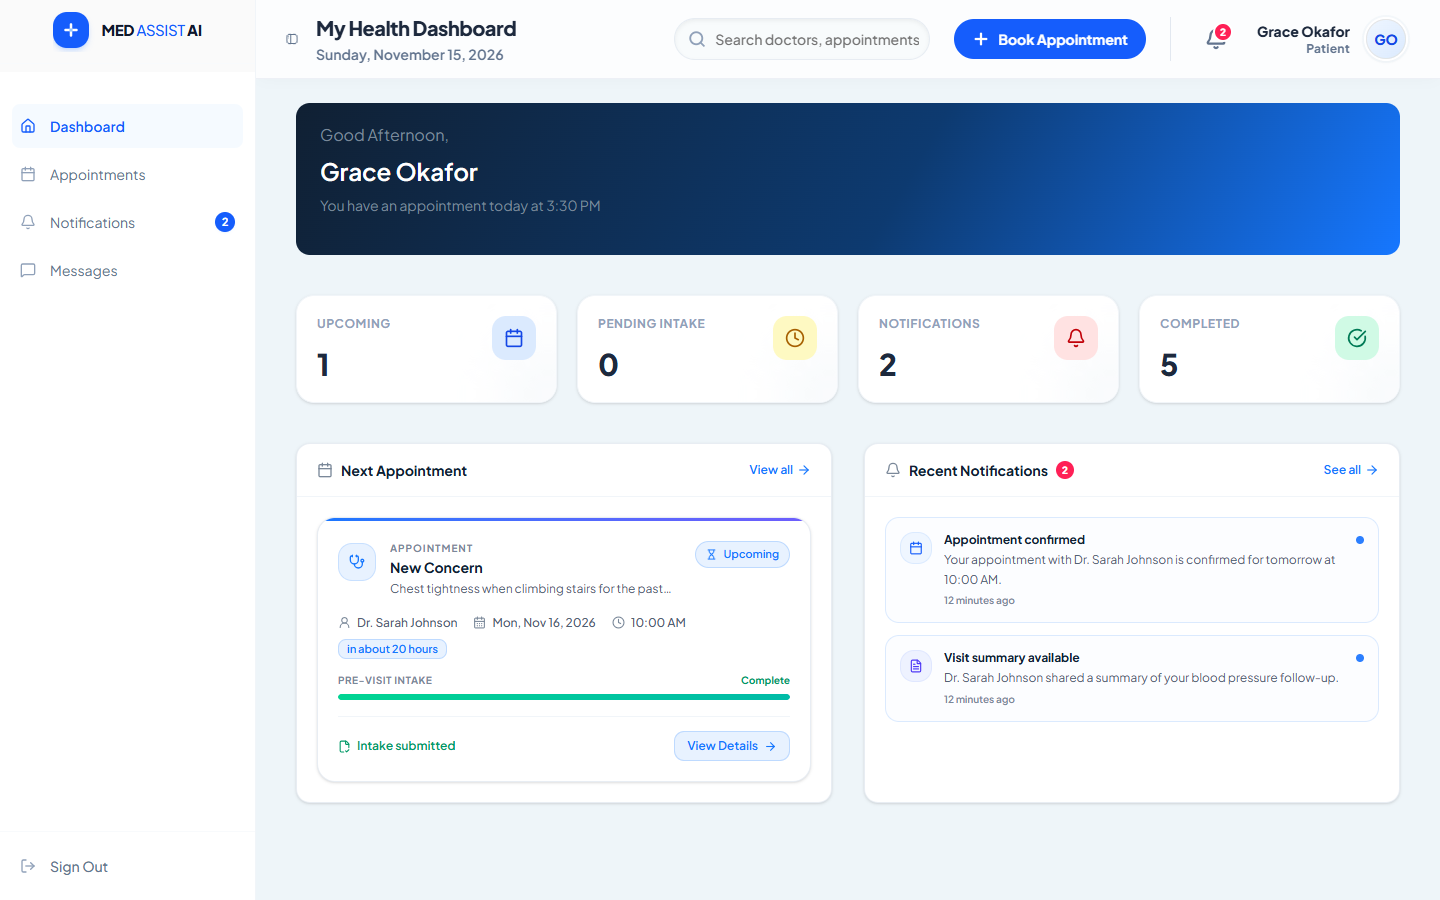 MED ASSIST AI
Dashboard
Appointments
Notifications 2
Messages
Sign Out
My Health Dashboard
Sunday, November 15, 2026
Search doctors, appointments
Book Appointment
2
Grace Okafor
Patient
GO
Good Afternoon,
Grace Okafor
You have an appointment today at 3:30 PM
UPCOMING
1
PENDING INTAKE
0
NOTIFICATIONS
2
COMPLETED
5
Next Appointment
View all
APPOINTMENT
Upcoming
New Concern
Chest tightness when climbing stairs for the past...
Dr. Sarah Johnson Mon, Nov 16, 2026 10:00 AM
in about 20 hours
PRE-VISIT INTAKE Complete
Intake submitted
View Details
Recent Notifications 2
See all
Appointment confirmed
Your appointment with Dr. Sarah Johnson is confirmed for tomorrow at
10:00 AM.
12 minutes ago
Visit summary available
Dr. Sarah Johnson shared a summary of your blood pressure follow-up.
12 minutes ago